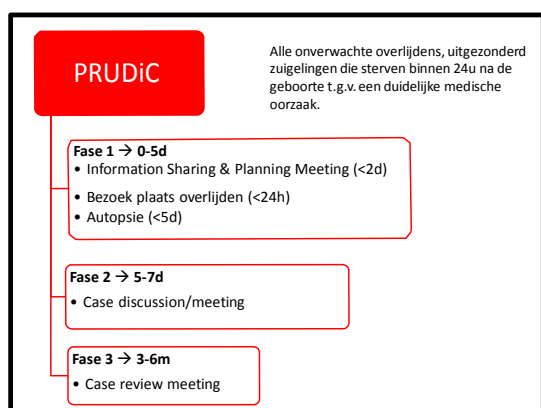 PRUDiC
Alle onverwachte overlijdens, uitgezonderd
zuigelingen die sterven binnen 24u na de
geboorte t.g.v. een duidelijke medische
oorzaak.
Fase 1 → 0-5d
• Information Sharing & Planning Meeting (<2d)
• Bezoek plaats overlijden (<24h)
• Autopsie (<5d)
Fase 2 → 5-7d
• Case discussion/meeting
Fase 3 → 3-6m
• Case review meeting